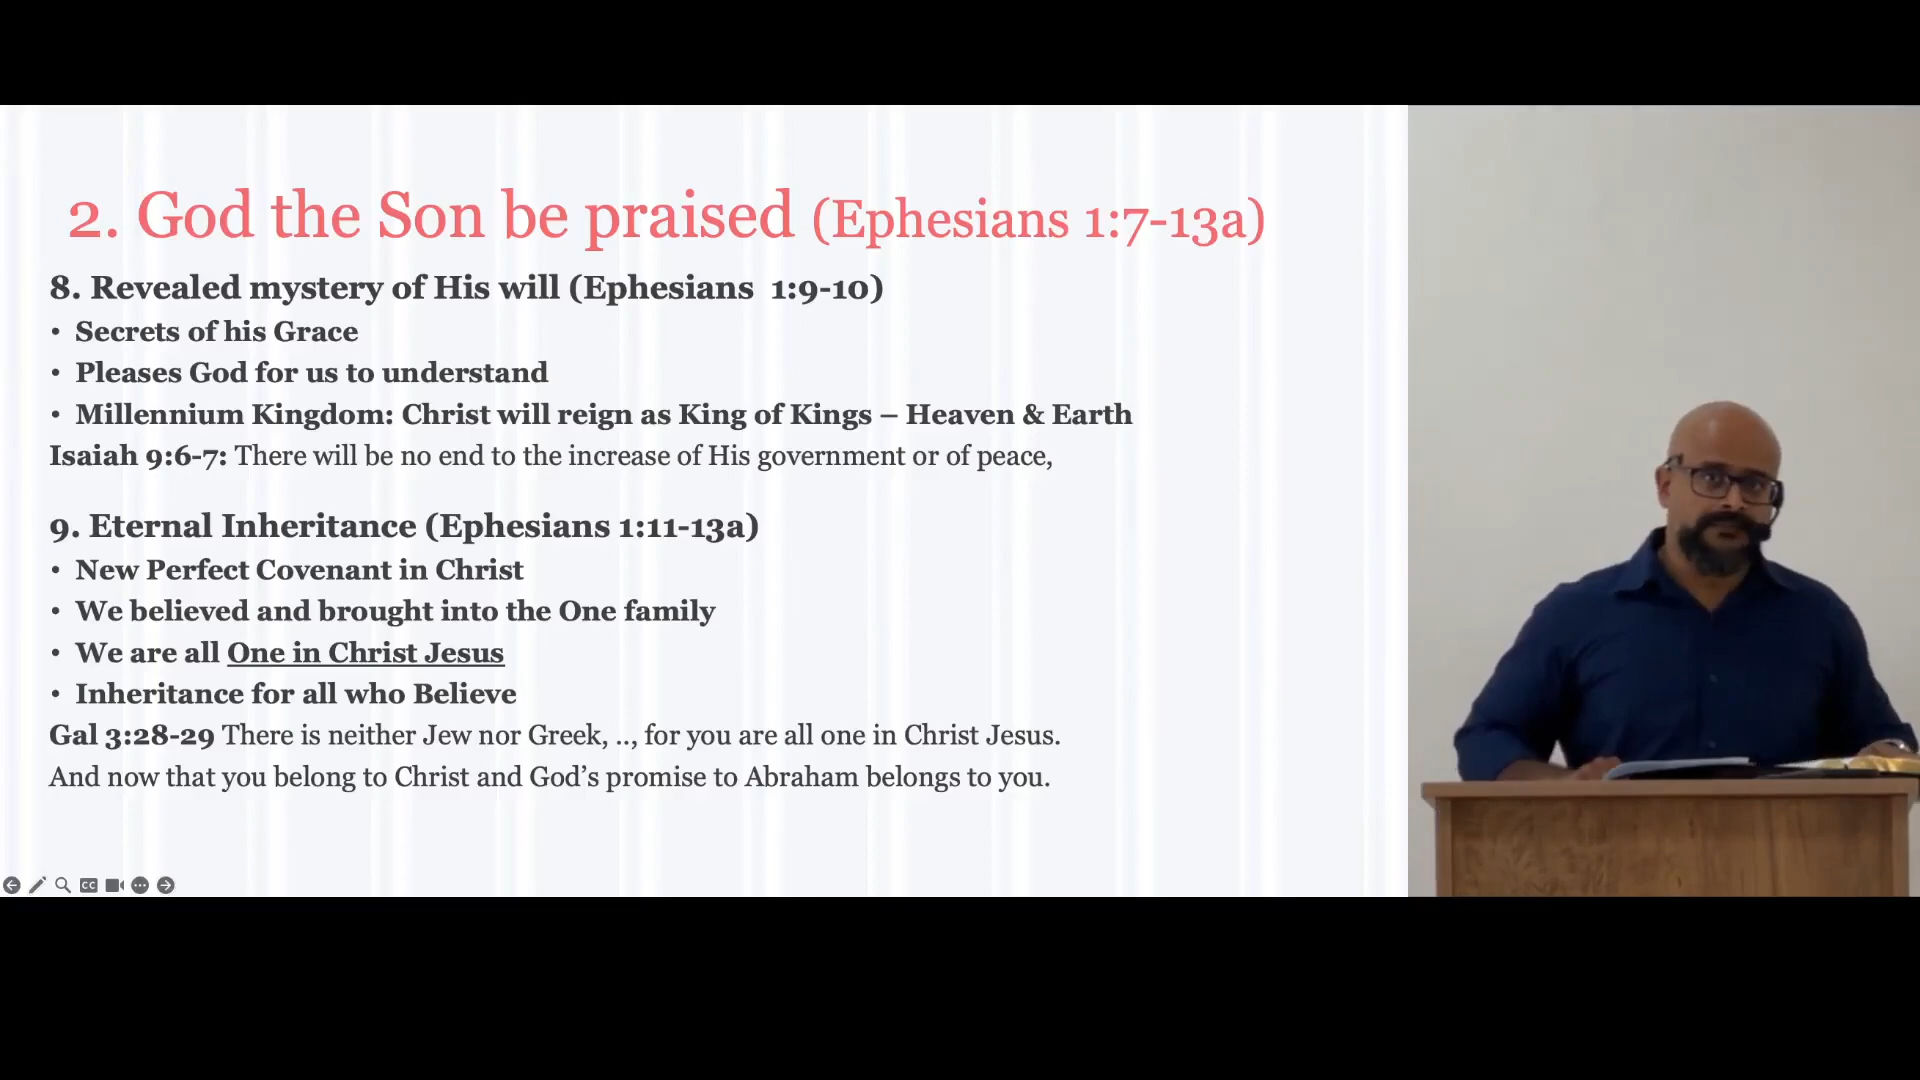 2. God the Son be praised (Ephesians 1:7-13a)
8. Revealed mystery of His will (Ephesians  1:9-10)
• Secrets of his Grace
• Pleases God for us to understand
• Millennium Kingdom: Christ will reign as King of Kings – Heaven & Earth
Isaiah 9:6-7: There will be no end to the increase of His government or of peace,
9. Eternal Inheritance (Ephesians 1:11-13a)
• New Perfect Covenant in Christ
• We believed and brought into the One family
• We are all One in Christ Jesus
• Inheritance for all who Believe
Gal 3:28-29 There is neither Jew nor Greek, .., for you are all one in Christ Jesus.
And now that you belong to Christ and God’s promise to Abraham belongs to you.
CC